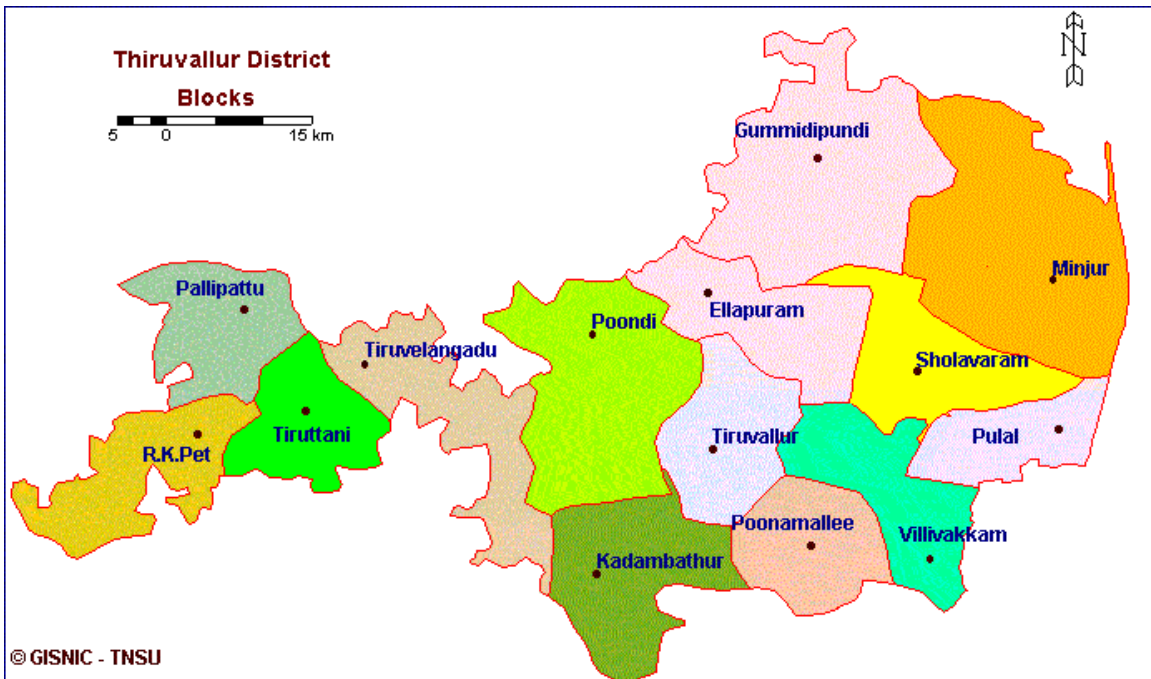 Thiruvallur District
Blocks
5 0 15 km
N
Gummidipundi
Minjur
Pallipattu
Ellapuram
Poondi
Tiruvelangadu
Sholavaram
Tiruttani
Tiruvallur
Pulal
R.K.Pet
Poonamallee
Villivakkam
Kadambathur
© GISNIC - TNSU